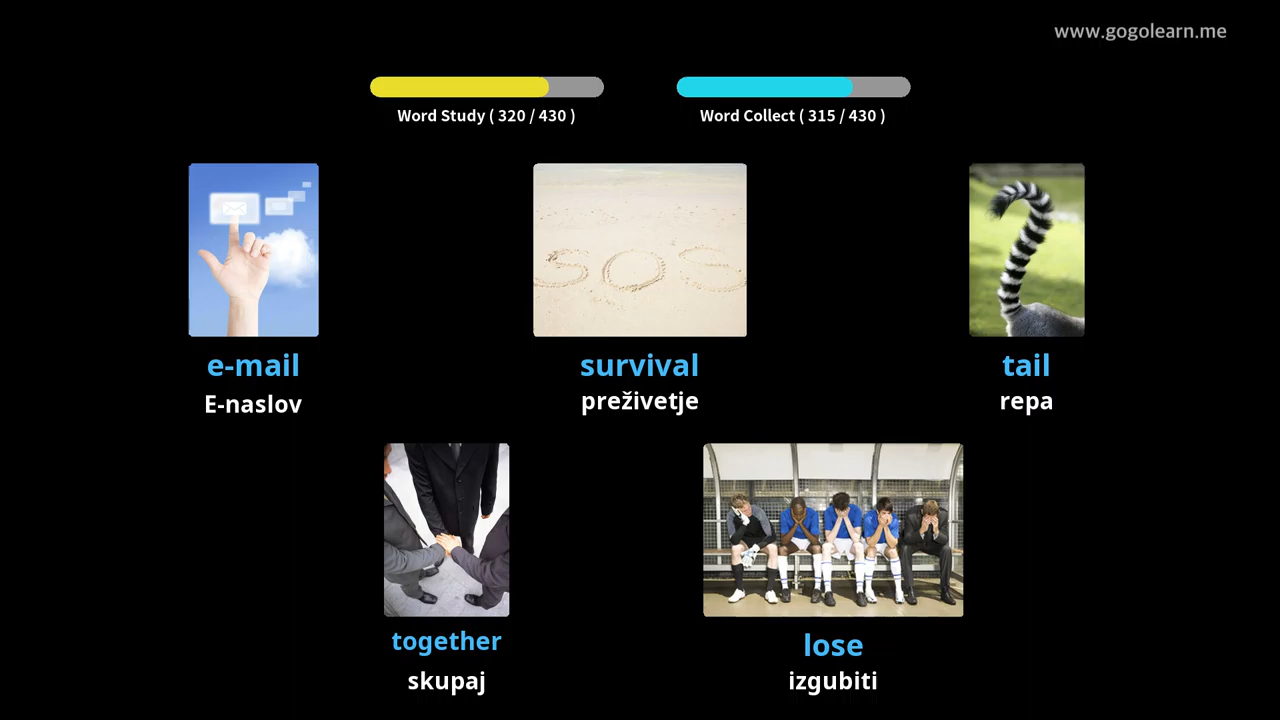 www.gogolearn.me
Word Study ( 320 / 430 )
Word Collect ( 315 / 430 )
SOS
e-mail
survival
tail
E-naslov
preživetje
repa
together
lose
skupaj
izgubiti